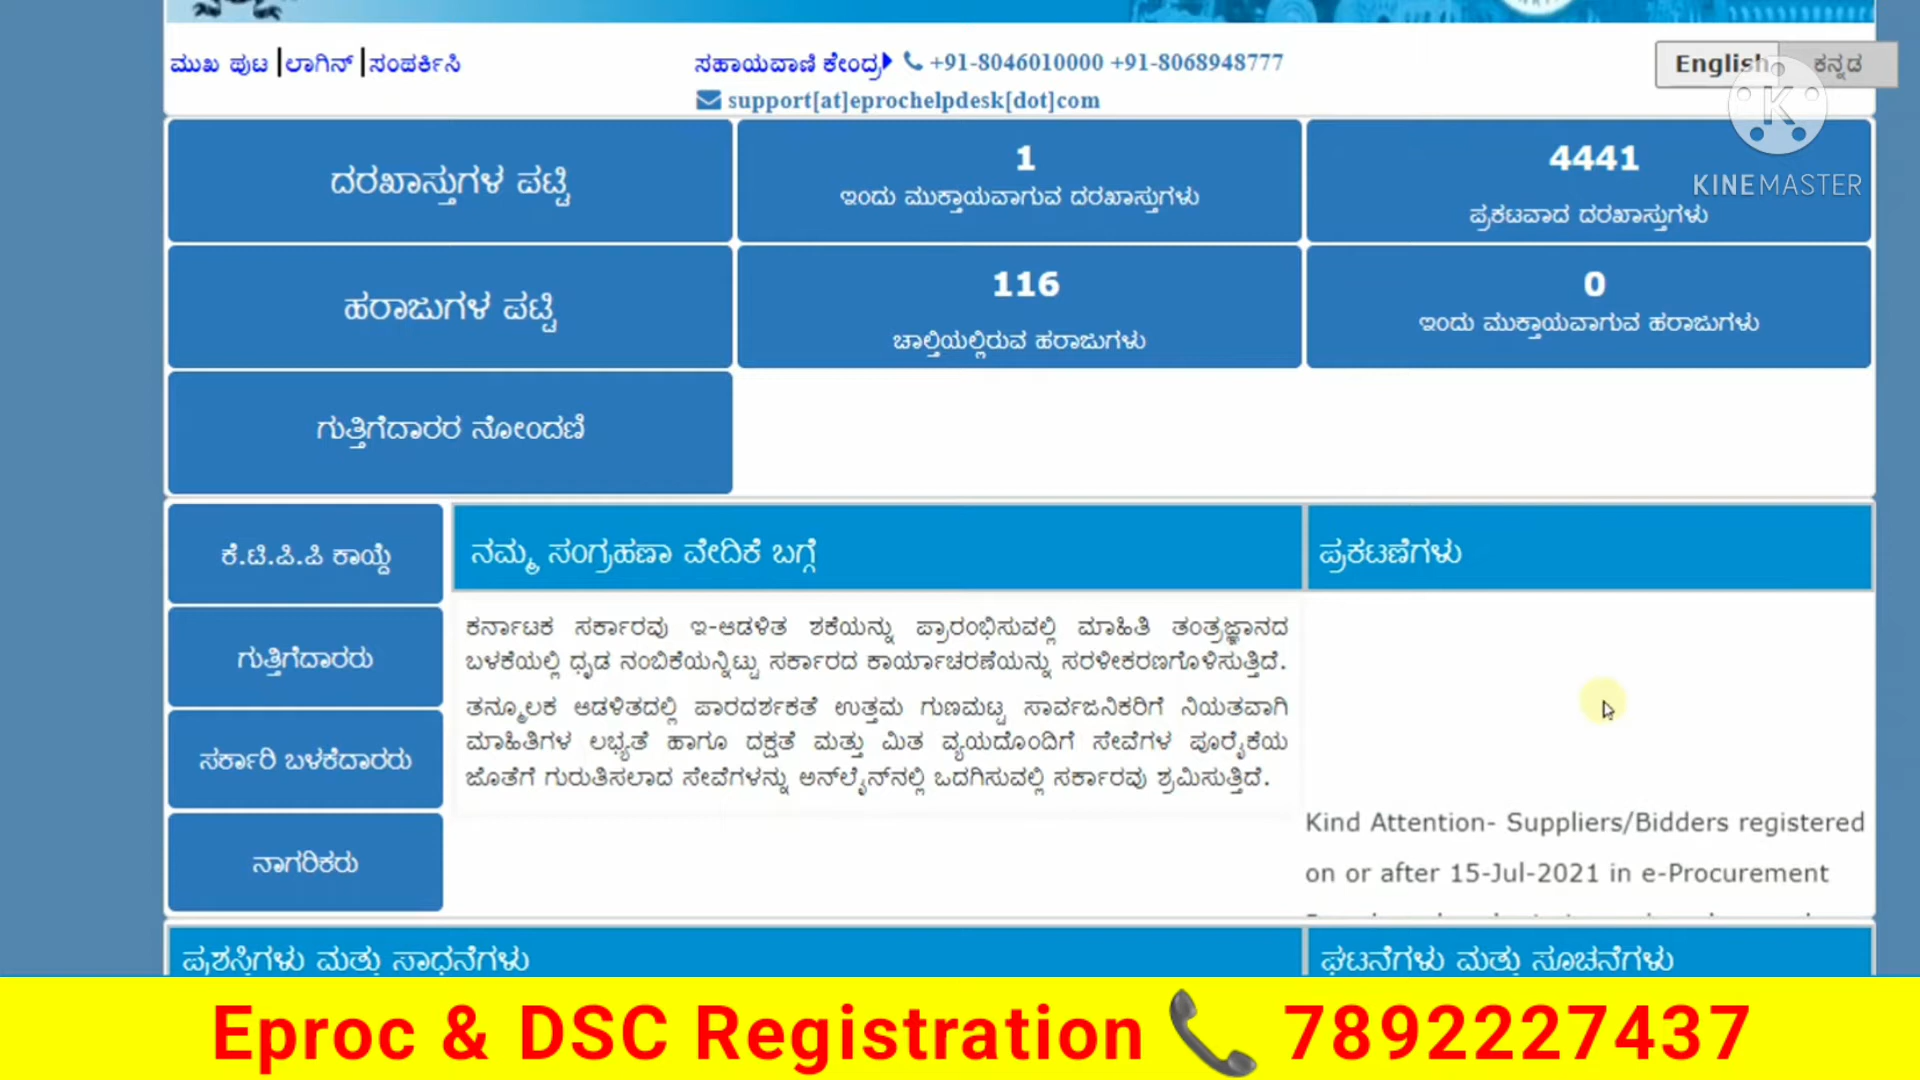 ಮುಖ ಪುಟ |ಲಾಗಿನ್ |ಸಂಪರ್ಕಿಸಿ
ಸಹಾಯವಾಣಿ ಕೇಂದ್ರ +91-8046010000 +91-8068948777
support[at]eprochelpdesk[dot]com
English ಕನ್ನಡ
K
KINEMASTER
ದರಖಾಸ್ತುಗಳ ಪಟ್ಟಿ
1
ಇಂದು ಮುಕ್ತಾಯವಾಗುವ ದರಖಾಸ್ತುಗಳು
4441
ಪ್ರಕಟವಾದ ದರಖಾಸ್ತುಗಳು
ಹರಾಜುಗಳ ಪಟ್ಟಿ
116
ಚಾಲ್ತಿಯಲ್ಲಿರುವ ಹರಾಜುಗಳು
0
ಇಂದು ಮುಕ್ತಾಯವಾಗುವ ಹರಾಜುಗಳು
ಗುತ್ತಿಗೆದಾರರ ನೋಂದಣಿ
ಕೆ.ಟಿ.ಪಿ.ಪಿ ಕಾಯ್ದೆ
ಗುತ್ತಿಗೆದಾರರು
ಸರ್ಕಾರಿ ಬಳಕೆದಾರರು
ನಾಗರಿಕರು
ನಮ್ಮ ಸಂಗ್ರಹಣಾ ವೇದಿಕೆ ಬಗ್ಗೆ
ಕರ್ನಾಟಕ ಸರ್ಕಾರವು ಇ-ಆಡಳಿತ ಶಕೆಯನ್ನು ಪ್ರಾರಂಭಿಸುವಲ್ಲಿ ಮಾಹಿತಿ ತಂತ್ರಜ್ಞಾನದ
ಬಳಕೆಯಲ್ಲಿ ಧೃಡ ನಂಬಿಕೆಯನ್ನಿಟ್ಟು ಸರ್ಕಾರದ ಕಾರ್ಯಾಚರಣೆಯನ್ನು ಸರಳೀಕರಣಗೊಳಿಸುತ್ತಿದೆ.
ತನ್ಮೂಲಕ ಆಡಳಿತದಲ್ಲಿ ಪಾರದರ್ಶಕತೆ ಉತ್ತಮ ಗುಣಮಟ್ಟ ಸಾರ್ವಜನಿಕರಿಗೆ ನಿಯತವಾಗಿ
ಮಾಹಿತಿಗಳ ಲಭ್ಯತೆ ಹಾಗೂ ದಕ್ಷತೆ ಮತ್ತು ಮಿತ ವ್ಯಯದೊಂದಿಗೆ ಸೇವೆಗಳ ಪೂರೈಕೆಯ
ಜೊತೆಗೆ ಗುರುತಿಸಲಾದ ಸೇವೆಗಳನ್ನು ಅನ್‌ಲೈನ್‌ನಲ್ಲಿ ಒದಗಿಸುವಲ್ಲಿ ಸರ್ಕಾರವು ಶ್ರಮಿಸುತ್ತಿದೆ.
ಪ್ರಕಟಣೆಗಳು
Kind Attention- Suppliers/Bidders registered
on or after 15-Jul-2021 in e-Procurement
ಪ್ರಶಸ್ತಿಗಳು ಮತ್ತು ಸಾಧನೆಗಳು
ಘಟನೆಗಳು ಮತ್ತು ಸೂಚನೆಗಳು
Eproc & DSC Registration 7892227437